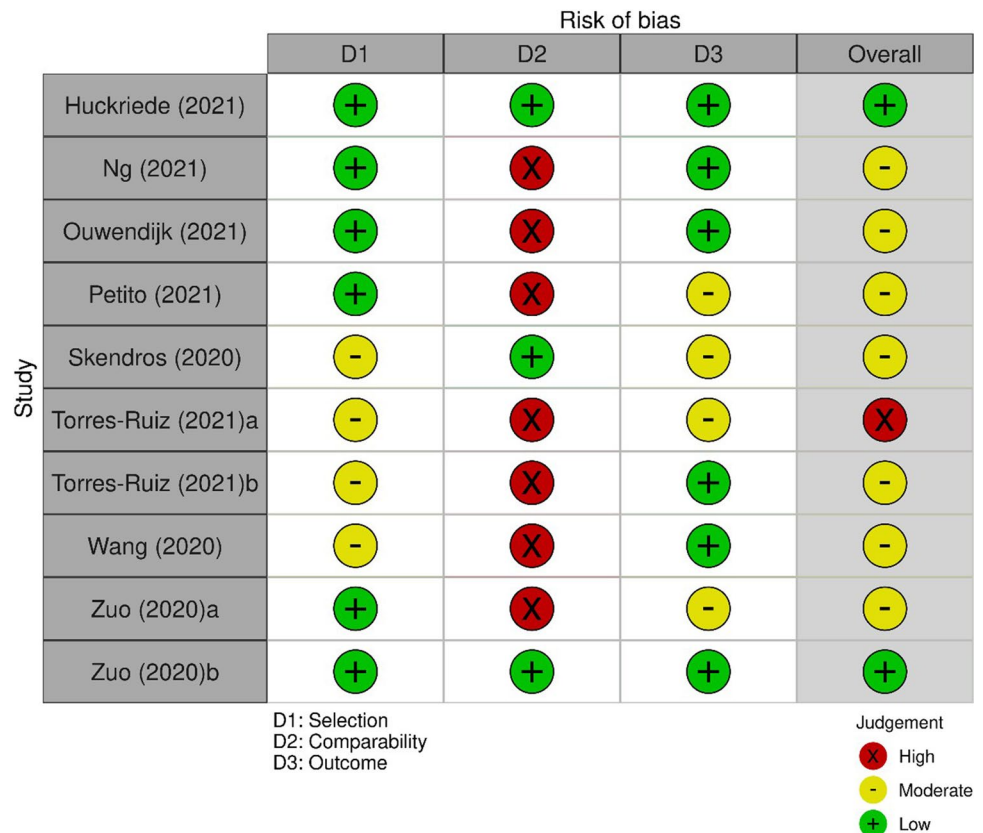 Risk of bias
D1 D2 D3 Overall
Study
Huckriede (2021) + + + +
Ng (2021) + X + -
Ouwendijk (2021) + X + -
Petito (2021) + X - -
Skendros (2020) - + - -
Torres-Ruiz (2021)a - X - X
Torres-Ruiz (2021)b - X + -
Wang (2020) - X + -
Zuo (2020)a + X - -
Zuo (2020)b + + + +
D1: Selection
D2: Comparability
D3: Outcome
Judgement
X High
- Moderate
+ Low